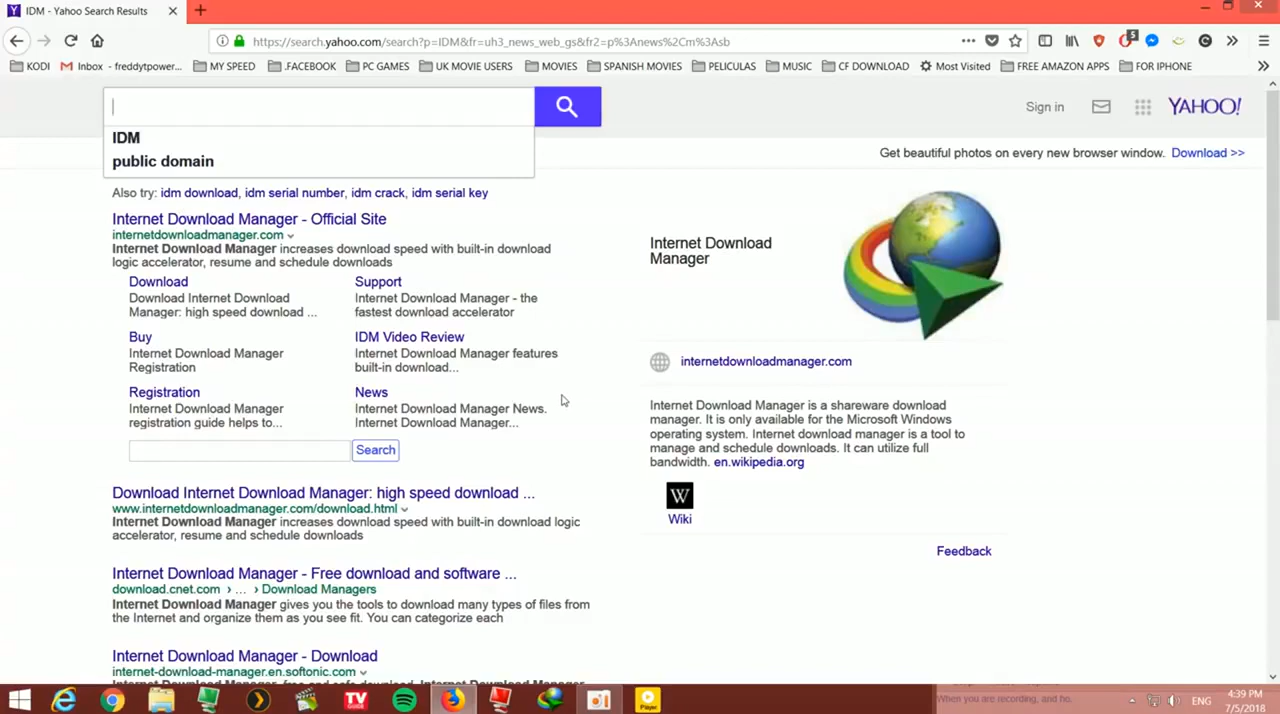 IDM - Yahoo Search Results
https://search.yahoo.com/search?p=IDM&fr=uh3_news_web_gs&fr2=p%3Anews%2Cm%3Asb
5
KODI
Inbox - freddytpower...
MY SPEED
.FACEBOOK
PC GAMES
UK MOVIE USERS
MOVIES
SPANISH MOVIES
PELICULAS
MUSIC
CF DOWNLOAD
Most Visited
FREE AMAZON APPS
FOR IPHONE
Sign in
YAHOO!
IDM
public domain
Get beautiful photos on every new browser window. Download >>
Also try: idm download, idm serial number, idm crack, idm serial key
Internet Download Manager - Official Site
internetdownloadmanager.com
Internet Download Manager increases download speed with built-in download
logic accelerator, resume and schedule downloads
Download
Download Internet Download
Manager: high speed download ...
Support
Internet Download Manager - the
fastest download accelerator
Buy
Internet Download Manager
Registration
IDM Video Review
Internet Download Manager features
built-in download...
Registration
Internet Download Manager
registration guide helps to...
News
Internet Download Manager News.
Internet Download Manager...
Search
Download Internet Download Manager: high speed download ...
www.internetdownloadmanager.com/download.html
Internet Download Manager increases download speed with built-in download logic
accelerator, resume and schedule downloads
Internet Download Manager - Free download and software ...
download.cnet.com › ... › Download Managers
Internet Download Manager gives you the tools to download many types of files from
the Internet and organize them as you see fit. You can categorize each
Internet Download Manager - Download
internet-download-manager.en.softonic.com
Internet Download
Manager
internetdownloadmanager.com
Internet Download Manager is a shareware download
manager. It is only available for the Microsoft Windows
operating system. Internet download manager is a tool to
manage and schedule downloads. It can utilize full
bandwidth. en.wikipedia.org
W
Wiki
Feedback
TV
Player
When you are recording, and he.
ENG
4:39 PM
7/5/2018